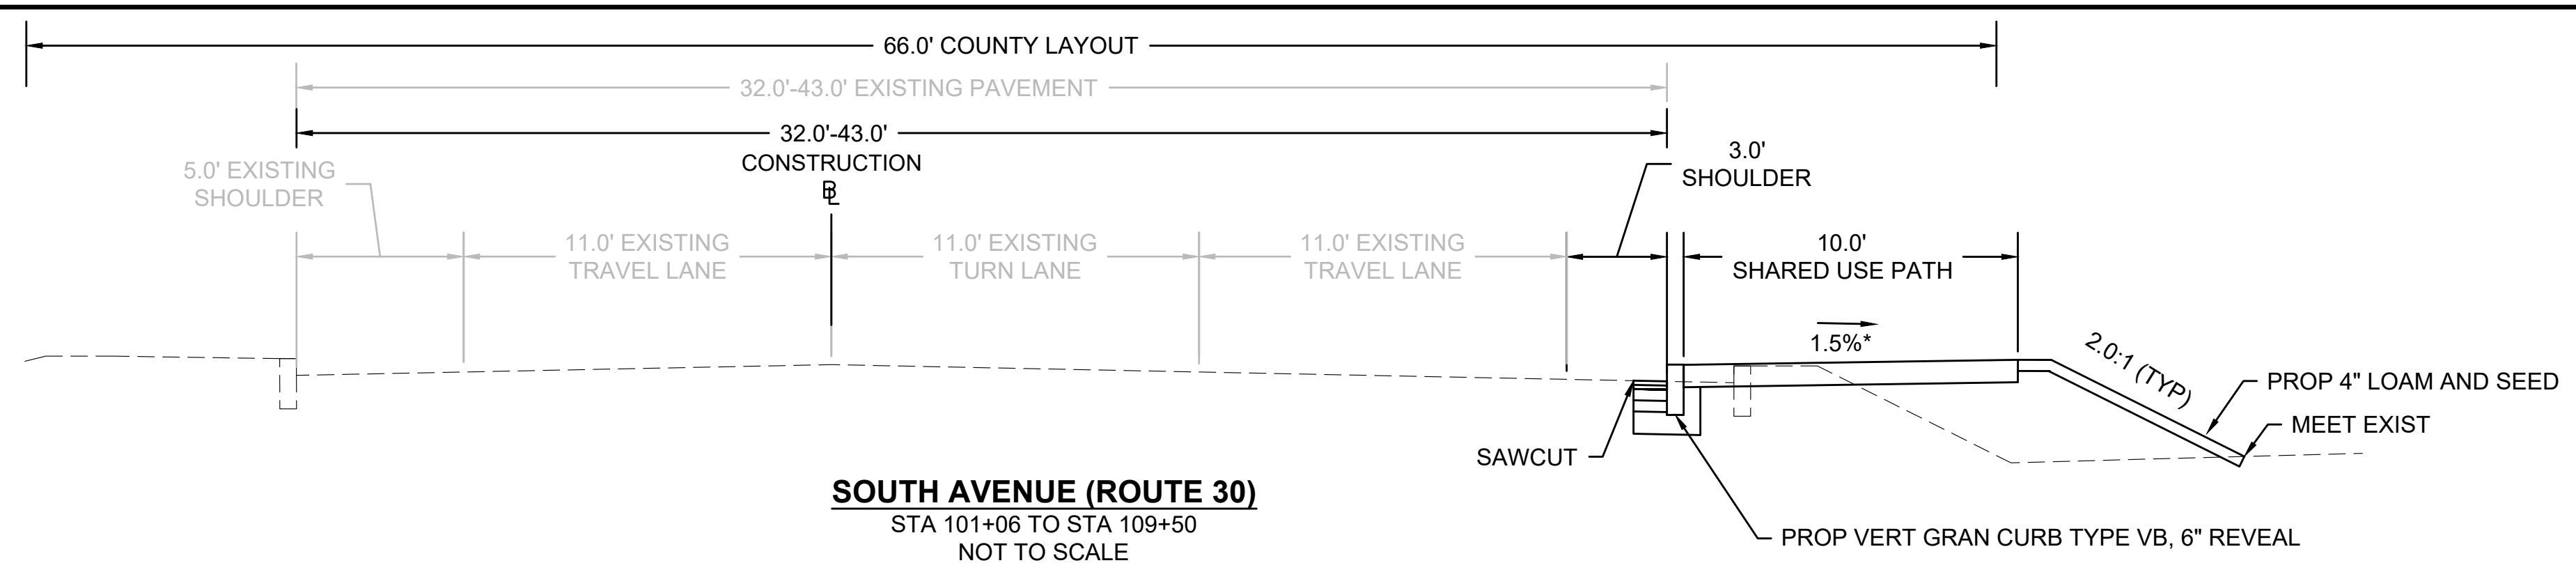 66.0' COUNTY LAYOUT
32.0'-43.0' EXISTING PAVEMENT
32.0'-43.0'
CONSTRUCTION
BL
5.0' EXISTING
SHOULDER
3.0'
SHOULDER
11.0' EXISTING
TRAVEL LANE
11.0' EXISTING
TURN LANE
11.0' EXISTING
TRAVEL LANE
10.0'
SHARED USE PATH
1.5%*
2.0:1 (TYP)
PROP 4" LOAM AND SEED
MEET EXIST
SAWCUT
PROP VERT GRAN CURB TYPE VB, 6" REVEAL
SOUTH AVENUE (ROUTE 30)
STA 101+06 TO STA 109+50
NOT TO SCALE